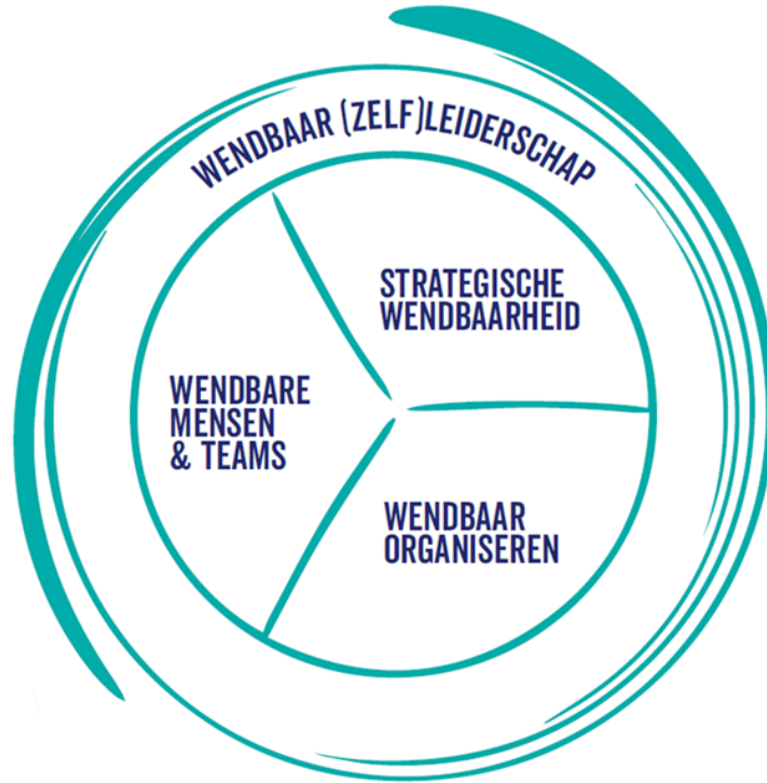 WENDBAAR (ZELF)LEIDERSCHAP
STRATEGISCHE
WENDBAARHEID
WENDBARE
MENSEN
& TEAMS
WENDBAAR
ORGANISEREN